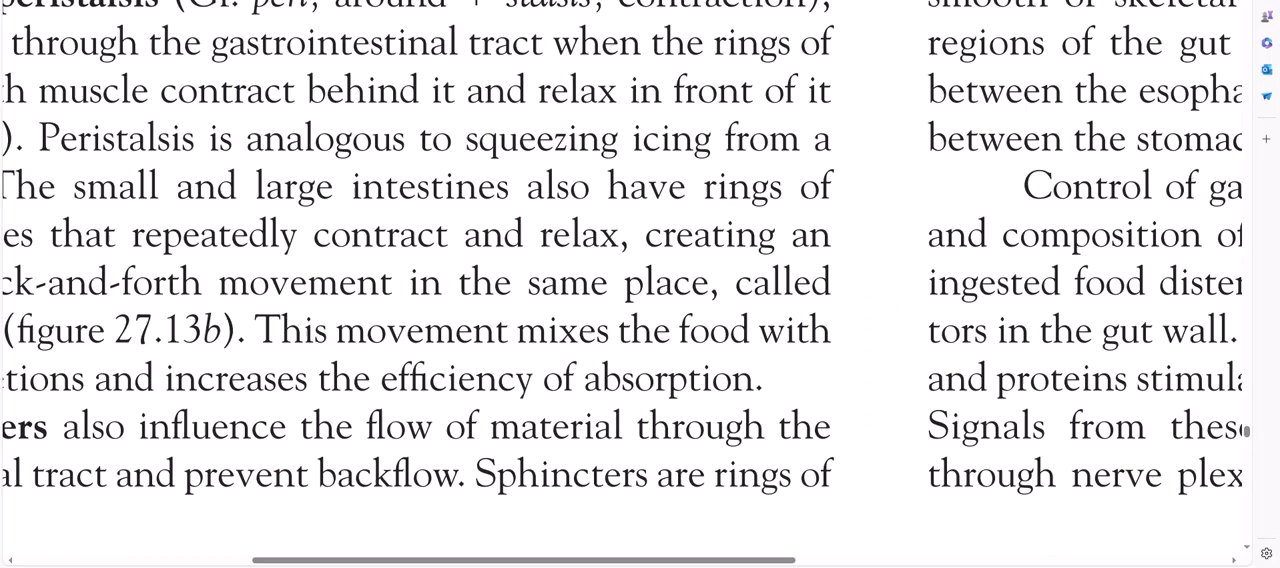 through the gastrointestinal tract when the rings of
h muscle contract behind it and relax in front of it
). Peristalsis is analogous to squeezing icing from a
The small and large intestines also have rings of
es that repeatedly contract and relax, creating an
ck-and-forth movement in the same place, called
(figure 27.13b). This movement mixes the food with
tions and increases the efficiency of absorption.
ers also influence the flow of material through the
al tract and prevent backflow. Sphincters are rings of
regions of the gut
between the esopha
between the stomac
Control of ga
and composition of
ingested food disten
tors in the gut wall.
and proteins stimula
Signals from these
through nerve plex